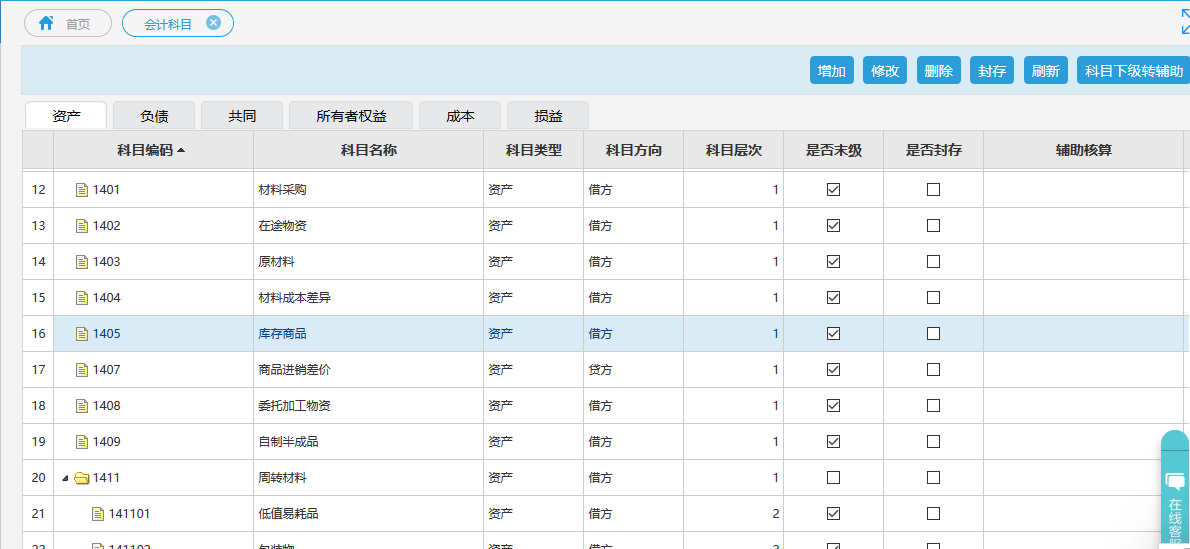 首页 会计科目
增加 修改 删除 封存 刷新 科目下级转辅助
资产 负债 共同 所有者权益 成本 损益
科目编码 科目名称 科目类型 科目方向 科目层次 是否末级 是否封存 辅助核算
12 1401 材料采购 资产 借方 1
13 1402 在途物资 资产 借方 1
14 1403 原材料 资产 借方 1
15 1404 材料成本差异 资产 借方 1
16 1405 库存商品 资产 借方 1
17 1407 商品进销差价 资产 贷方 1
18 1408 委托加工物资 资产 借方 1
19 1409 自制半成品 资产 借方 1
20 1411 周转材料 资产 借方 1
21 141101 低值易耗品 资产 借方 2
22 141102 包装物 资产 借方 2
在线客服